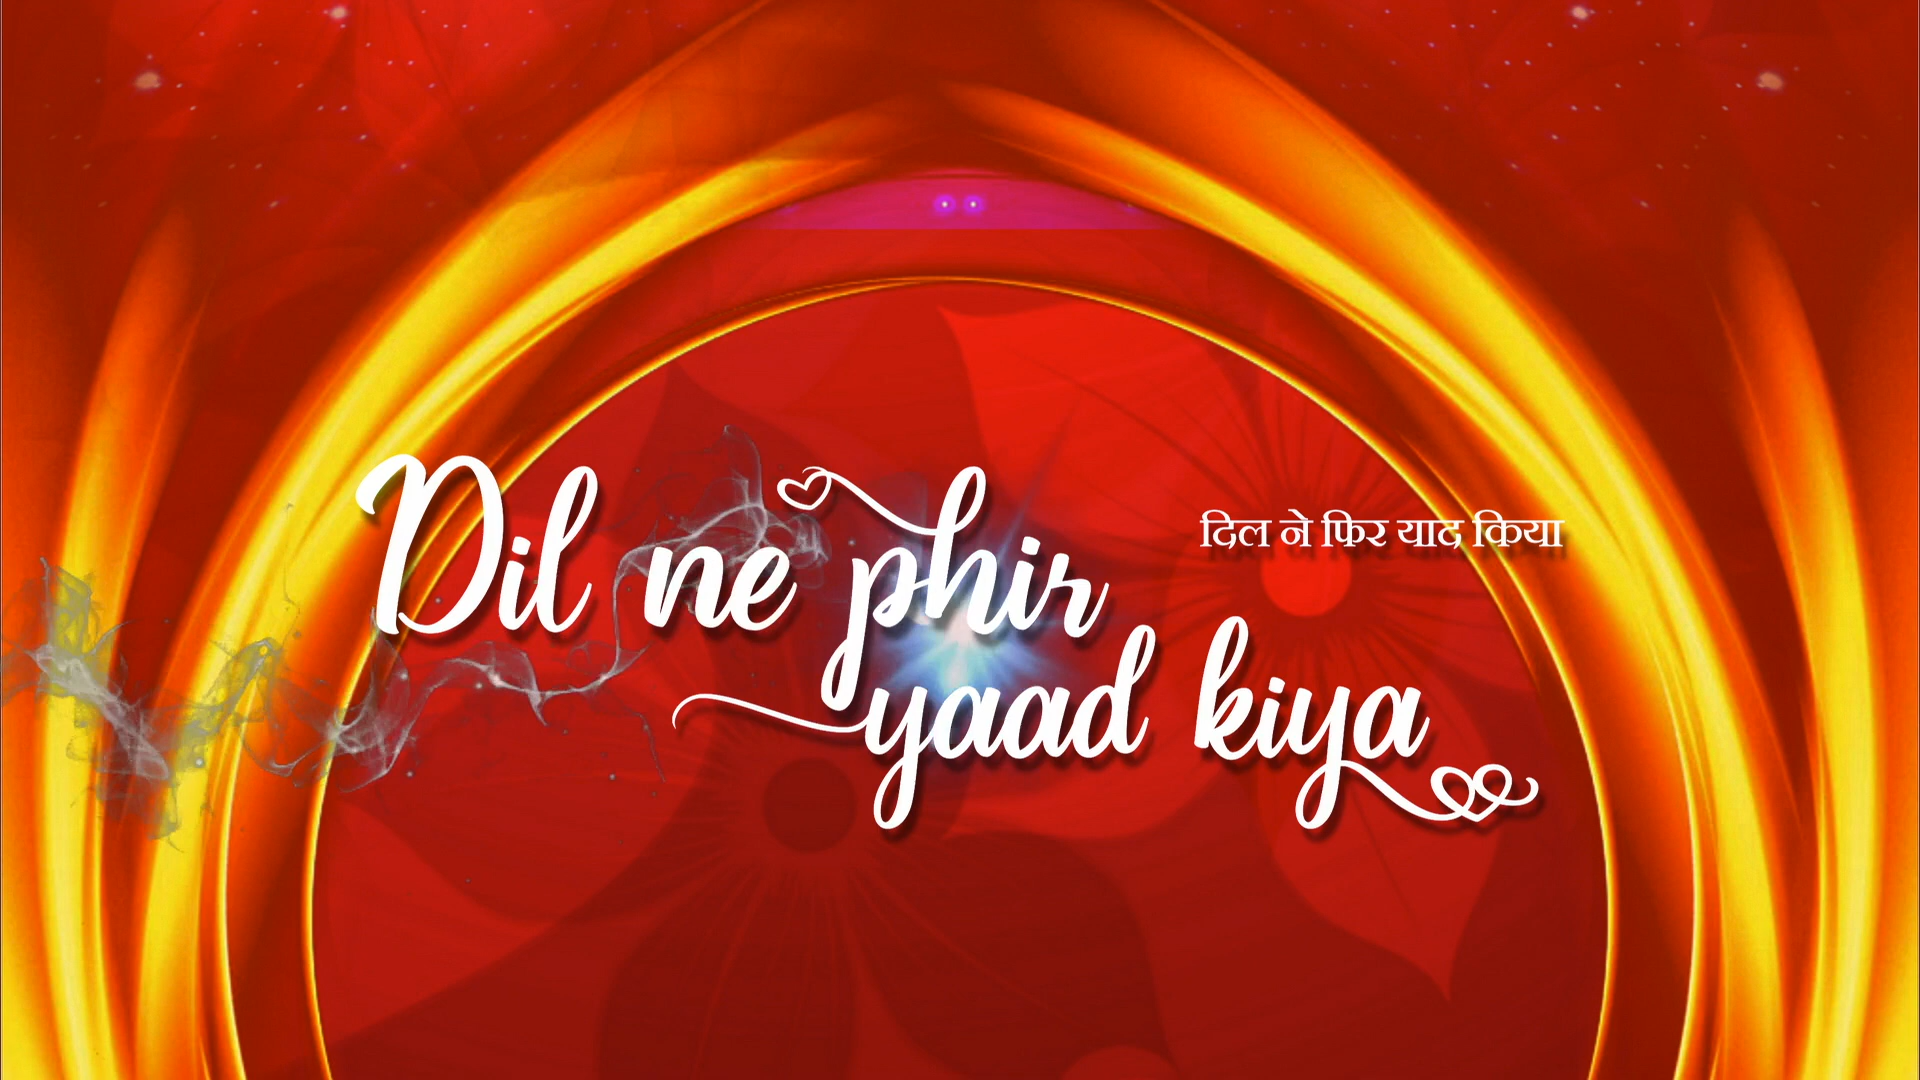 Dil ne phir
दिल ने फिर याद किया
yaad kiya